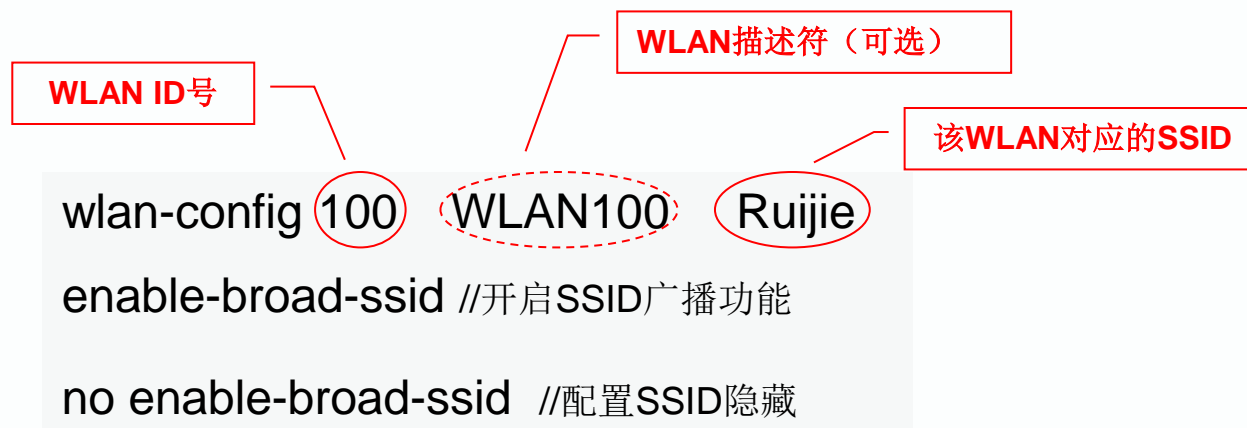 WLAN描述符（可选）
WLAN ID号
该WLAN对应的SSID
wlan-config 100 WLAN100 Ruijie
enable-broad-ssid //开启SSID广播功能
no enable-broad-ssid //配置SSID隐藏